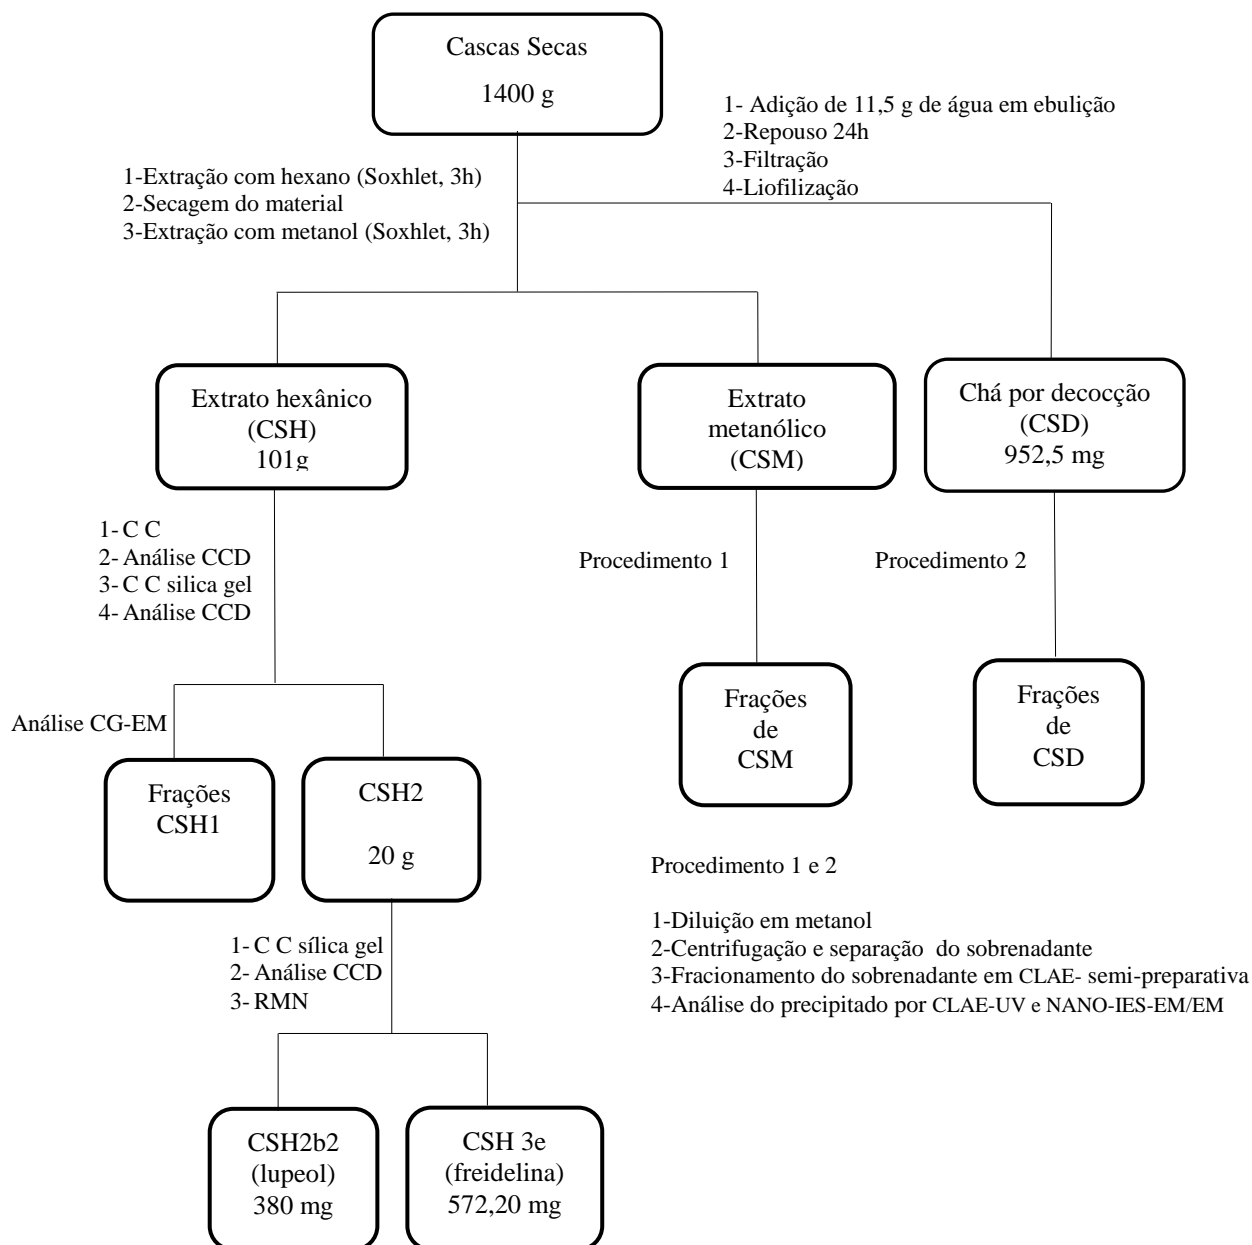 Cascas Secas
1400 g
1- Adição de 11,5 g de água em ebulição
2-Repouso 24h
3-Filtração
4-Liofilização
1-Extração com hexano (Soxhlet, 3h)
2-Secagem do material
3-Extração com metanol (Soxhlet, 3h)
Extrato hexânico
(CSH)
101g
Extrato
metanólico
(CSM)
Chá por decocção
(CSD)
952,5 mg
1- C C
2- Análise CCD
3- C C silica gel
4- Análise CCD
Procedimento 1
Procedimento 2
Análise CG-EM
Frações
CSH1
CSH2
20 g
Frações
de
CSM
Frações
de
CSD
Procedimento 1 e 2
1-Diluição em metanol
2-Centrifugação e separação do sobrenadante
3-Fracionamento do sobrenadante em CLAE- semi-preparativa
4-Análise do precipitado por CLAE-UV e NANO-IES-EM/EM
1- C C sílica gel
2- Análise CCD
3- RMN
CSH2b2
(lupeol)
380 mg
CSH 3e
(freidelina)
572,20 mg